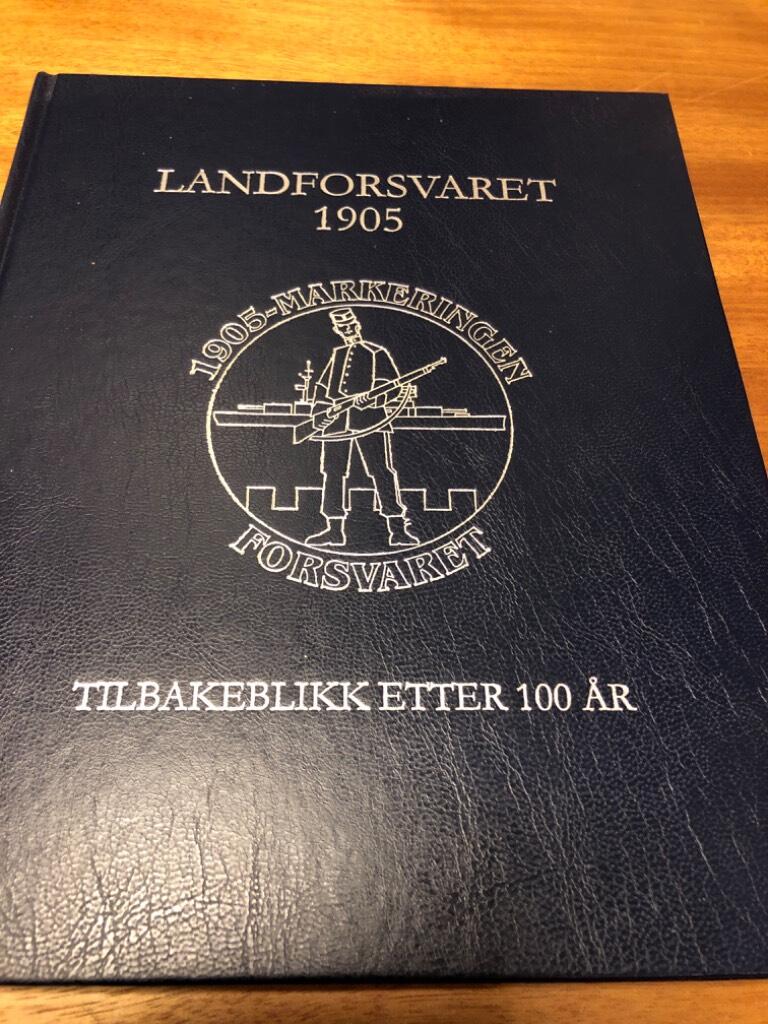 LANDFORSVARET
1905
1905-MARKERINGEN
FORSVARET
TILBAKEBLIKK ETTER 100 ÅR